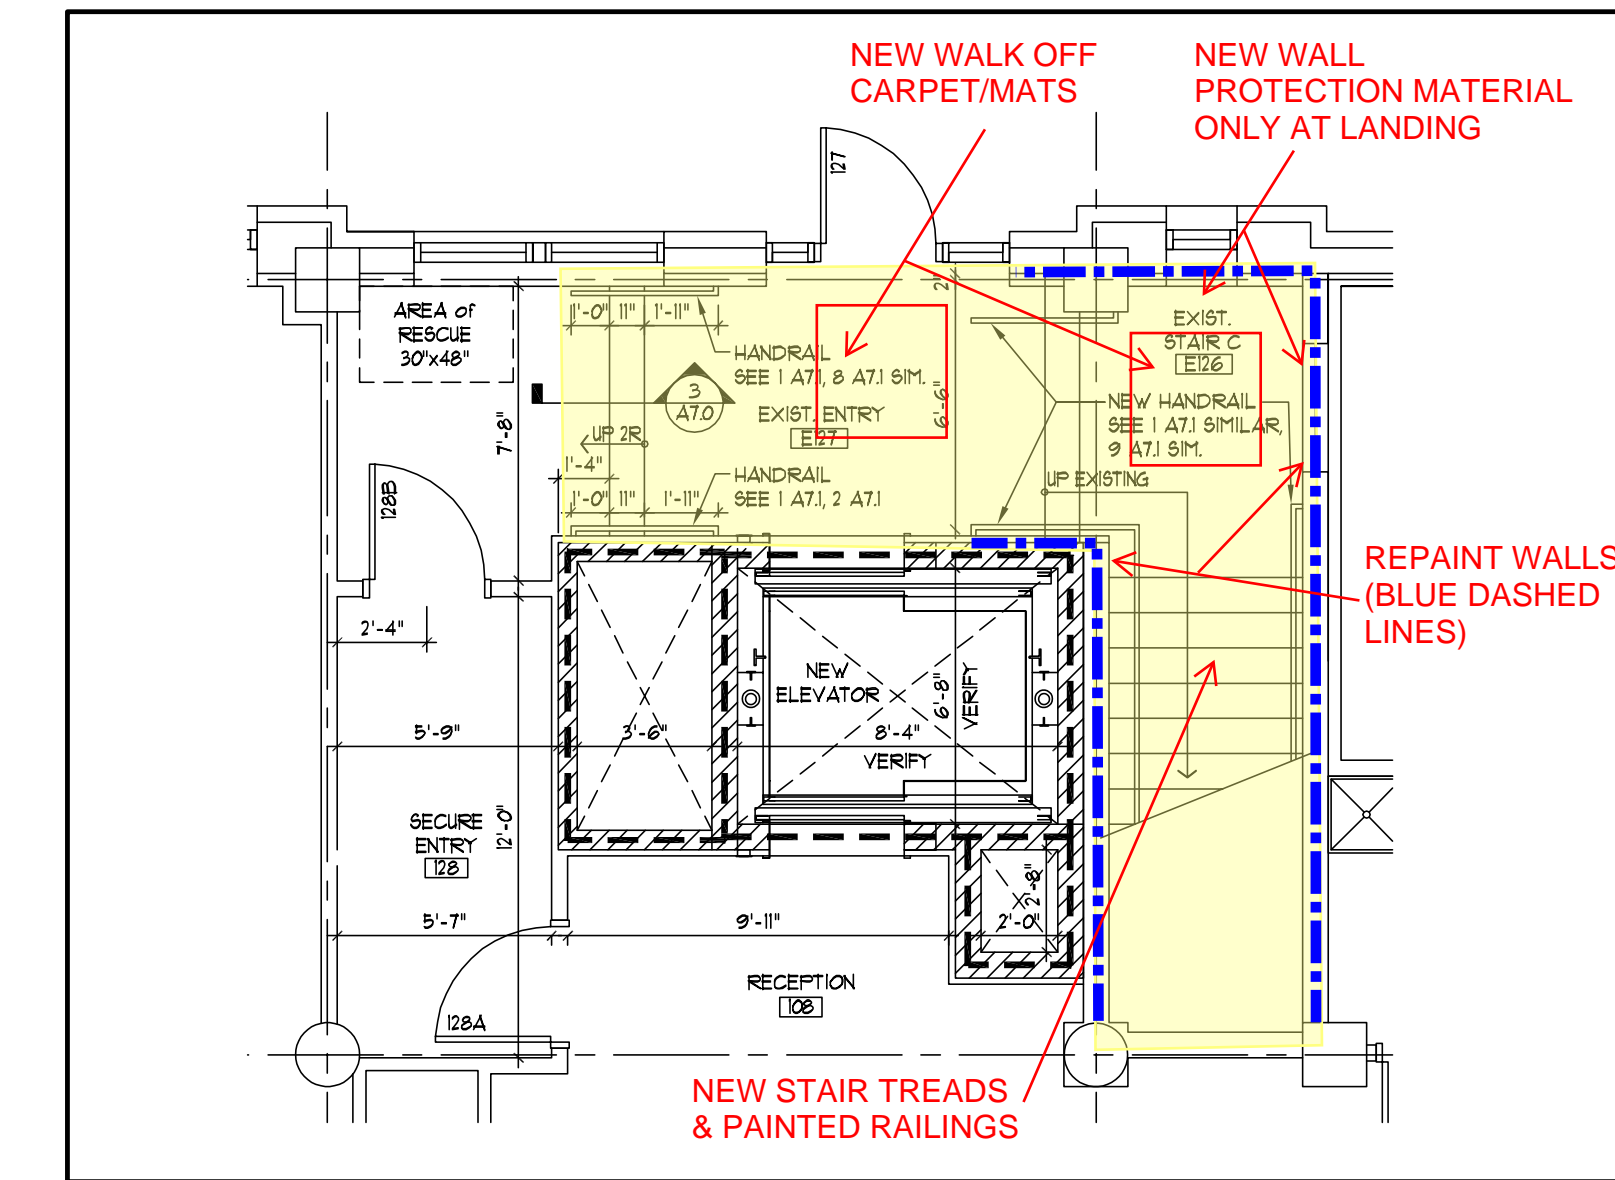 NEW WALK OFF
CARPET/MATS
NEW WALL
PROTECTION MATERIAL
ONLY AT LANDING
127
AREA of
RESCUE
30"x48"
1'-0" 11" 1'-11"
HANDRAIL
SEE 1 A7.1, 8 A7.1 SIM.
3
A7.0
EXIST. ENTRY
E127
UP 2R
1'-4"
HANDRAIL
SEE 1 A7.1, 2 A7.1
1'-0" 11" 1'-11"
2"
6'-6"
EXIST.
STAIR C
E126
NEW HANDRAIL
SEE 1 A7.1 SIMILAR,
9 A7.1 SIM.
UP EXISTING
7'-8"
128B
REPAINT WALLS
(BLUE DASHED
LINES)
2'-4"
NEW
ELEVATOR
6'-8"
VERIFY
5'-9"
3'-6"
8'-4"
VERIFY
SECURE
ENTRY
128
12'-0"
5'-7"
9'-11"
2'-8"
2'-0"
RECEPTION
108
128A
NEW STAIR TREADS
& PAINTED RAILINGS